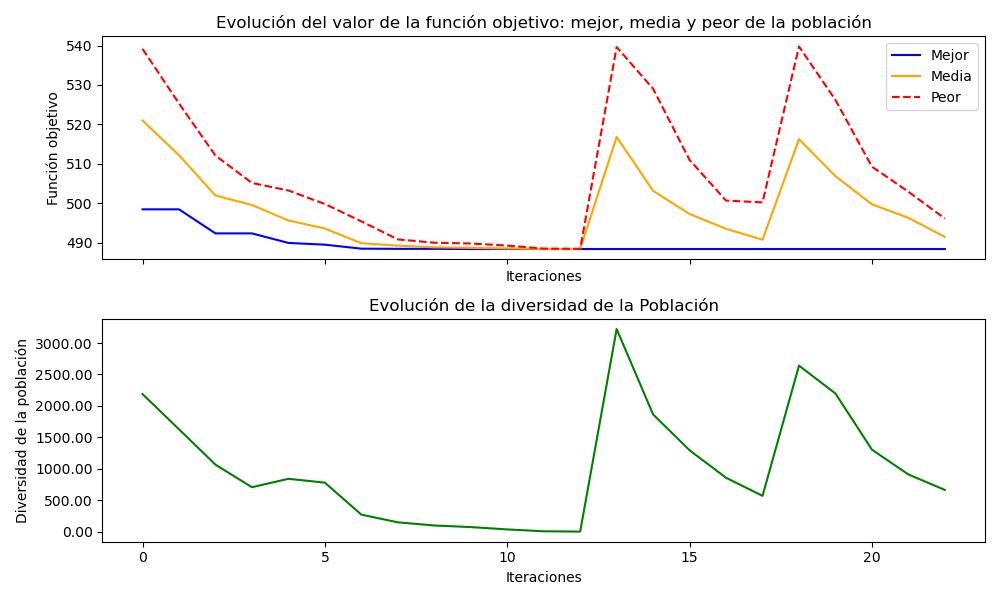 Evolución del valor de la función objetivo: mejor, media y peor de la población
540
530
520
510
500
490
Función objetivo
Mejor
Media
Peor
Iteraciones
Evolución de la diversidad de la Población
3000.00
2500.00
2000.00
1500.00
1000.00
500.00
0.00
Diversidad de la población
0 5 10 15 20
Iteraciones